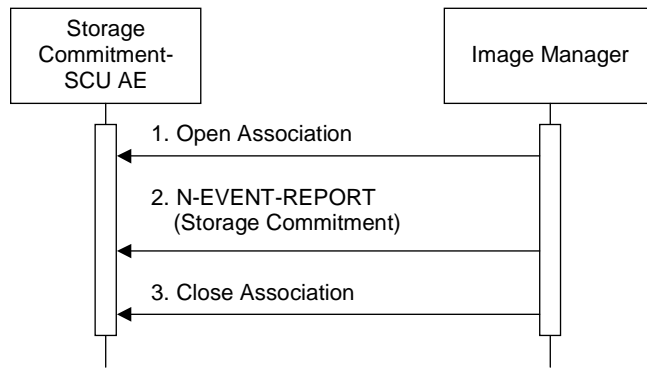 Storage
Commitment-
SCU AE
Image Manager
1. Open Association
2. N-EVENT-REPORT
(Storage Commitment)
3. Close Association